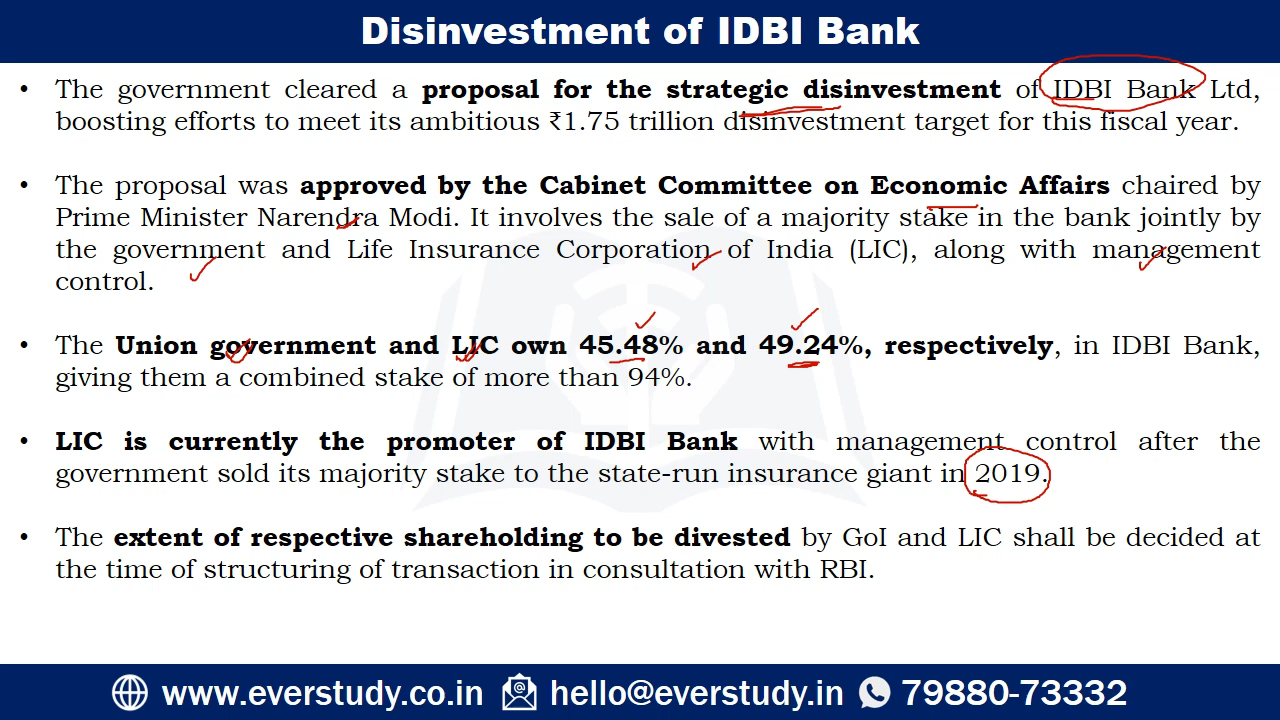 Disinvestment of IDBI Bank
• The government cleared a proposal for the strategic disinvestment of IDBI Bank Ltd,
boosting efforts to meet its ambitious ₹1.75 trillion disinvestment target for this fiscal year.
• The proposal was approved by the Cabinet Committee on Economic Affairs chaired by
Prime Minister Narendra Modi. It involves the sale of a majority stake in the bank jointly by
the government and Life Insurance Corporation of India (LIC), along with management
control.
• The Union government and LIC own 45.48% and 49.24%, respectively, in IDBI Bank,
giving them a combined stake of more than 94%.
• LIC is currently the promoter of IDBI Bank with management control after the
government sold its majority stake to the state-run insurance giant in 2019.
• The extent of respective shareholding to be divested by GoI and LIC shall be decided at
the time of structuring of transaction in consultation with RBI.
www.everstudy.co.in hello@everstudy.in 79880-73332